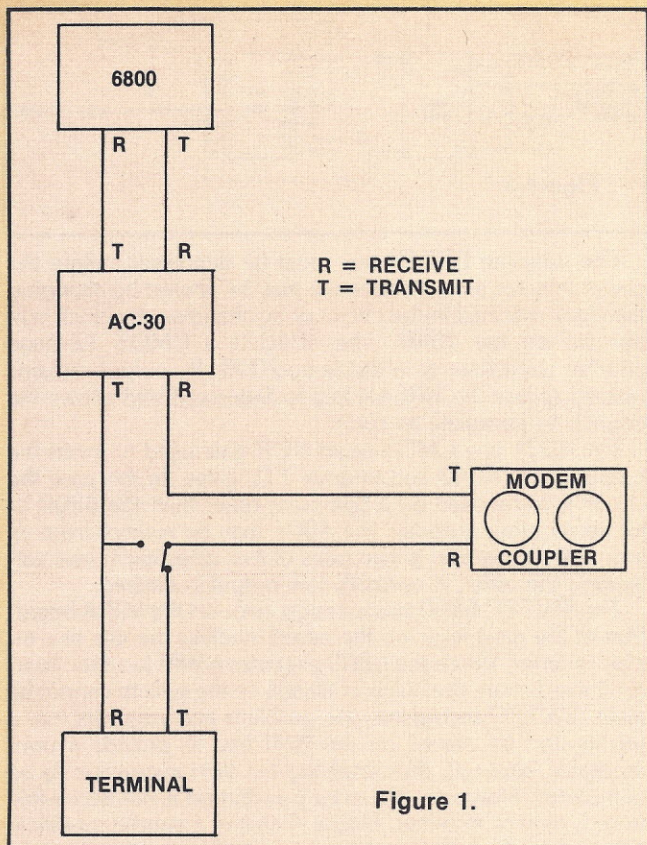 6800
R T
T R
R = RECEIVE
T = TRANSMIT
AC-30
T R
T
MODEM
COUPLER
R
R T
TERMINAL
Figure 1.